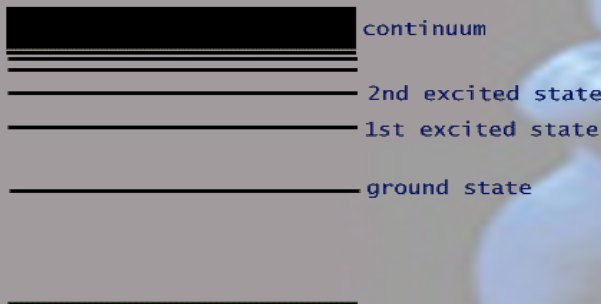 continuum
2nd excited state
1st excited state
ground state